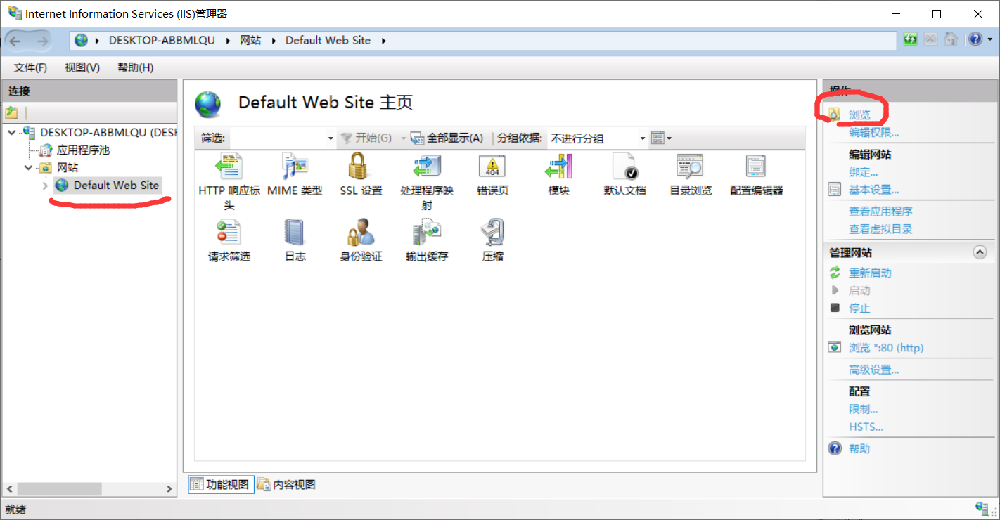 Internet Information Services (IIS)管理器
DESKTOP-ABBMLQU
网站
Default Web Site
文件(F)
视图(V)
帮助(H)
连接
DESKTOP-ABBMLQU (DESK
应用程序池
网站
Default Web Site
Default Web Site 主页
筛选:
开始(G)
全部显示(A)
分组依据:
不进行分组
HTTP 响应标
头
MIME 类型
SSL 设置
处理程序映
射
404
错误页
模块
默认文档
目录浏览
配置编辑器
请求筛选
日志
身份验证
输出缓存
压缩
功能视图
内容视图
操作
浏览
编辑权限...
编辑网站
绑定...
基本设置...
查看应用程序
查看虚拟目录
管理网站
重新启动
启动
停止
浏览网站
浏览 *:80 (http)
高级设置...
配置
限制...
HSTS...
帮助
就绪